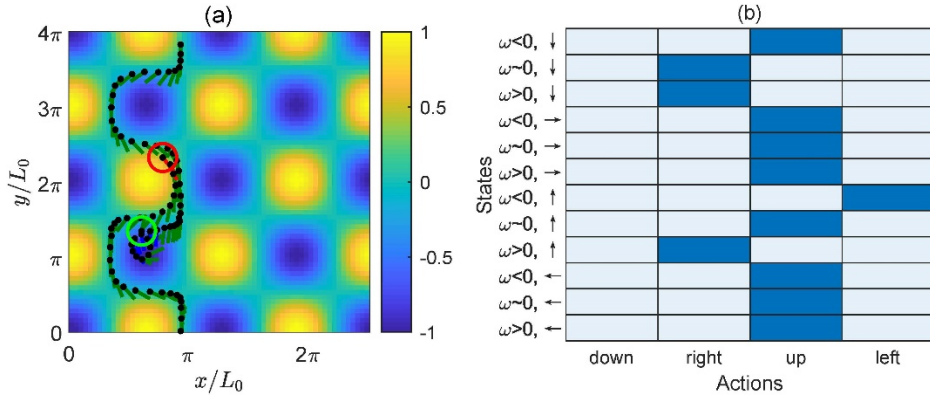 (a)
4π
3π
2π
π
0
y/L₀
0
π
2π
x/L₀
1
0.5
0
-0.5
-1
(b)
States
ω<0, ↓
ω~0, ↓
ω>0, ↓
ω<0, →
ω~0, →
ω>0, →
ω<0, ↑
ω~0, ↑
ω>0, ↑
ω<0, ←
ω~0, ←
ω>0, ←
down right up left
Actions